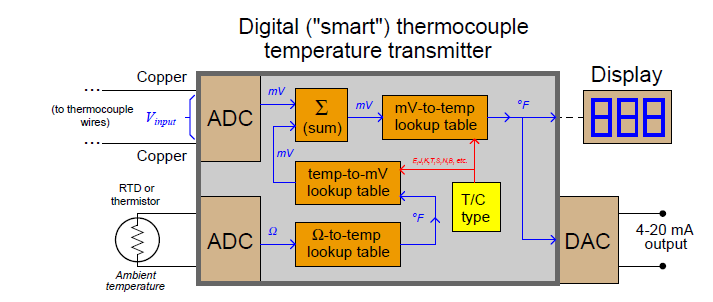 Digital ("smart") thermocouple
temperature transmitter
Copper
(to thermocouple
wires)
Vinput
Copper
ADC
mV
Σ
(sum)
mV
mV-to-temp
lookup table
°F
Display
888
mV
temp-to-mV
lookup table
E,J,K,T,S,N,B, etc.
T/C
type
RTD or
thermistor
Ambient
temperature
ADC
Ω
Ω-to-temp
lookup table
°F
DAC
4-20 mA
output